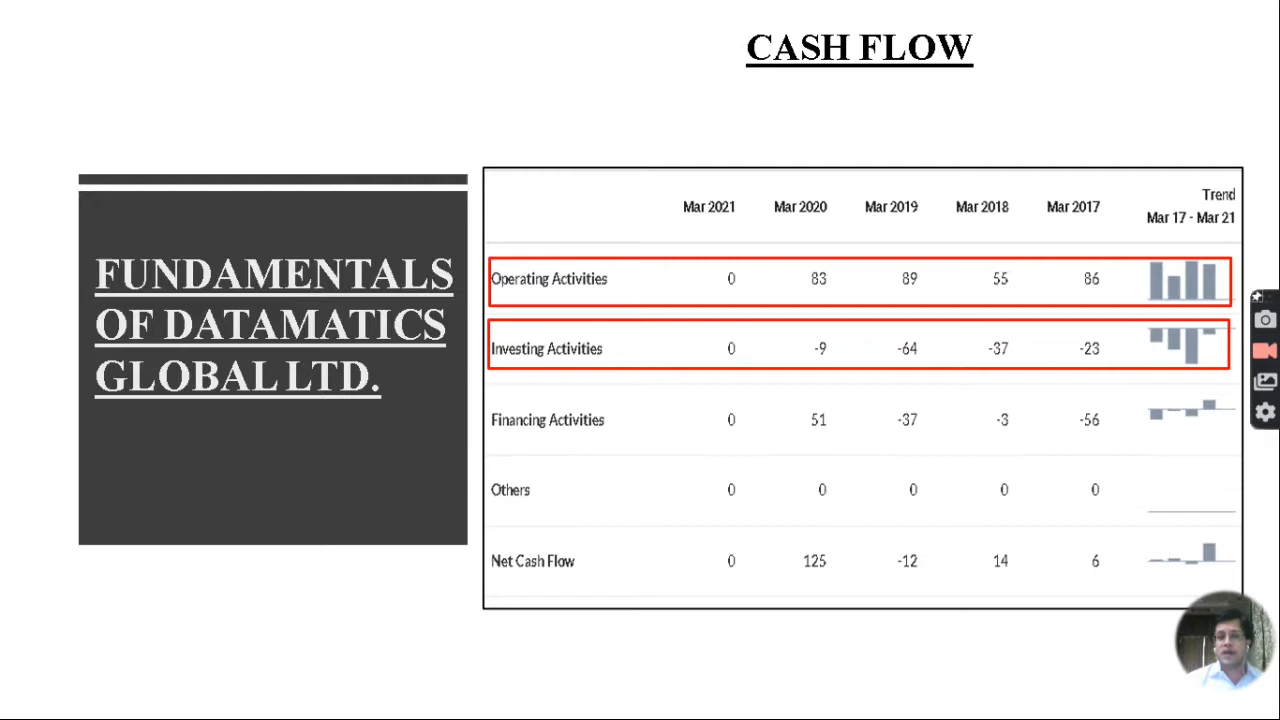 CASH FLOW
FUNDAMENTALS
OF DATAMATICS
GLOBAL LTD.
Trend
Mar 2021 Mar 2020 Mar 2019 Mar 2018 Mar 2017 Mar 17 - Mar 21
Operating Activities 0 83 89 55 86
Investing Activities 0 -9 -64 -37 -23
Financing Activities 0 51 -37 -3 -56
Others 0 0 0 0 0
Net Cash Flow 0 125 -12 14 6